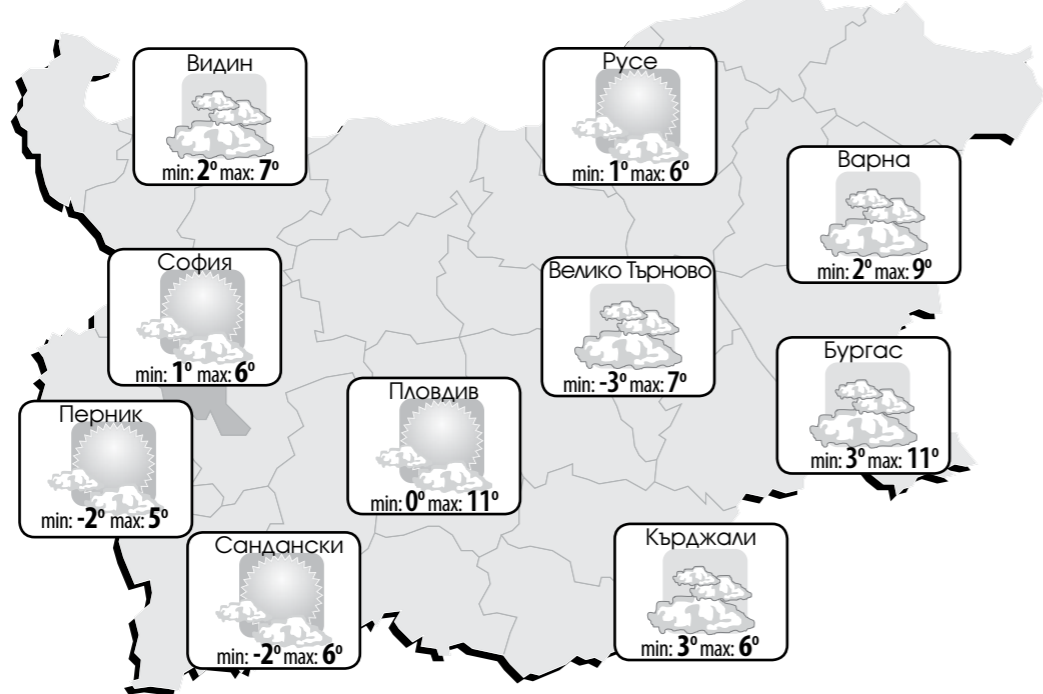 Видин
min: 2° max: 7°
Русе
min: 1° max: 6°
Варна
min: 2° max: 9°
София
min: 1° max: 6°
Велико Търново
min: -3° max: 7°
Бургас
min: 3° max: 11°
Пловдив
min: 0° max: 11°
Перник
min: -2° max: 5°
Сандански
min: -2° max: 6°
Кърджали
min: 3° max: 6°